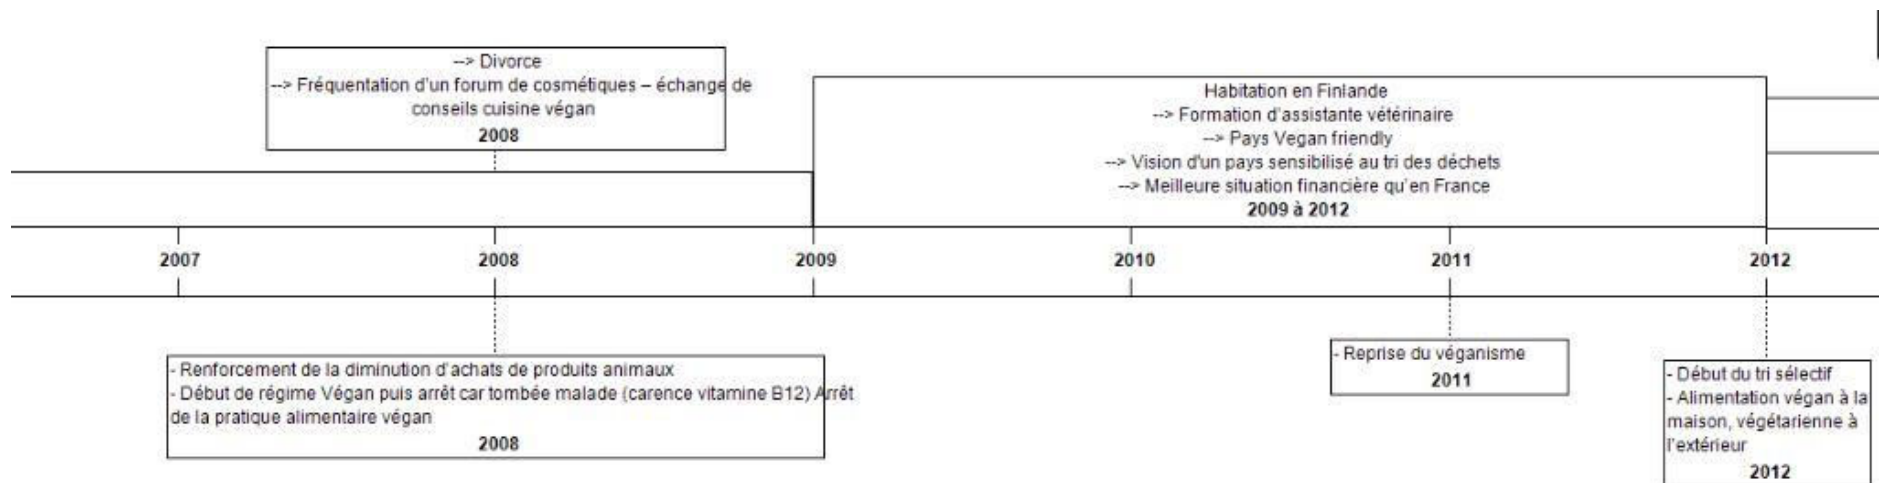 --> Divorce
--> Fréquentation d'un forum de cosmétiques – échange de
conseils cuisine végan
2008
Habitation en Finlande
--> Formation d'assistante vétérinaire
--> Pays Vegan friendly
--> Vision d'un pays sensibilisé au tri des déchets
--> Meilleure situation financière qu'en France
2009 à 2012
2007
2008
2009
2010
2011
2012
- Renforcement de la diminution d'achats de produits animaux
- Début de régime Végan puis arrêt car tombée malade (carence vitamine B12) Arrêt
de la pratique alimentaire végan
2008
- Reprise du véganisme
2011
- Début du tri sélectif
- Alimentation végan à la
maison, végétarienne à
l'extérieur
2012